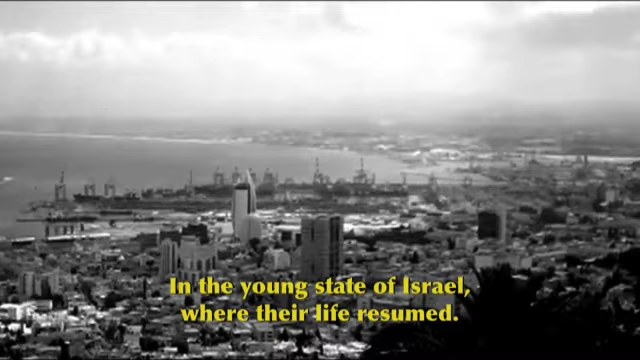 In the young state of Israel,
where their life resumed.